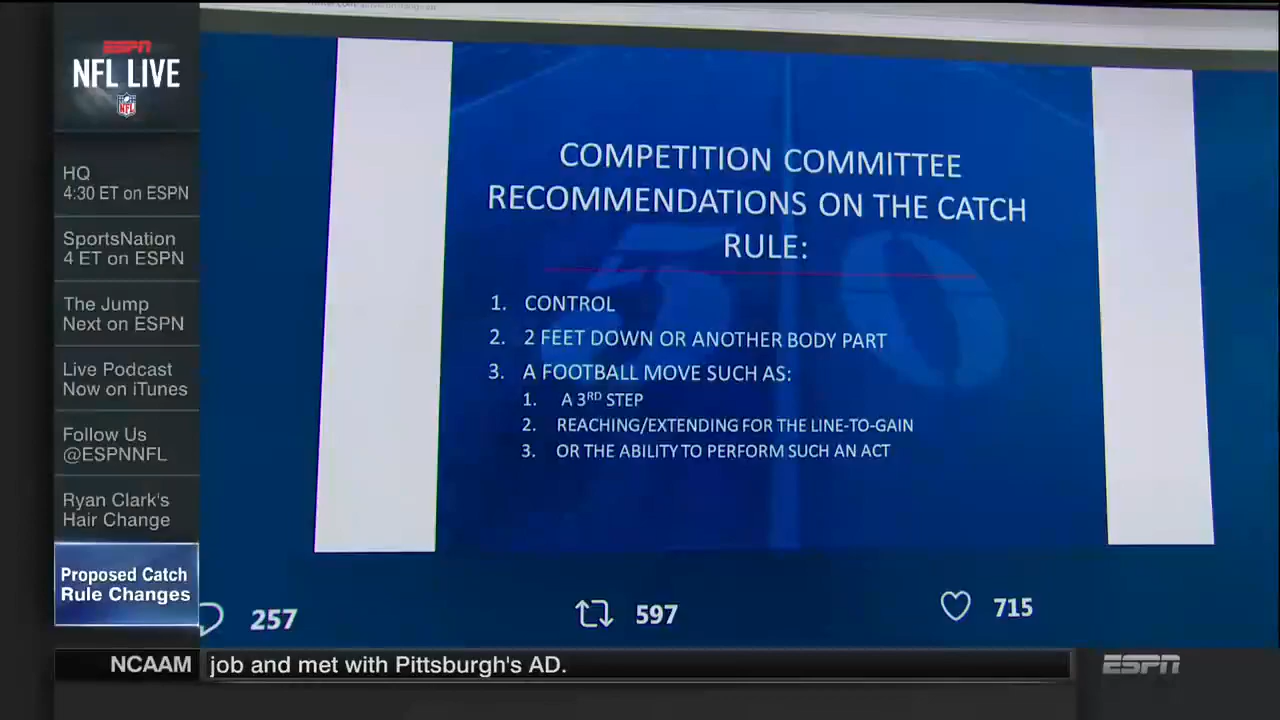 ESPN
NFL LIVE
NFL
HQ
4:30 ET on ESPN
SportsNation
4 ET on ESPN
The Jump
Next on ESPN
Live Podcast
Now on iTunes
Follow Us
@ESPNNFL
Ryan Clark's
Hair Change
Proposed Catch
Rule Changes
COMPETITION COMMITTEE
RECOMMENDATIONS ON THE CATCH
RULE:
1. CONTROL
2. 2 FEET DOWN OR ANOTHER BODY PART
3. A FOOTBALL MOVE SUCH AS:
1. A 3RD STEP
2. REACHING/EXTENDING FOR THE LINE-TO-GAIN
3. OR THE ABILITY TO PERFORM SUCH AN ACT
50
257
597
715
NCAAM job and met with Pittsburgh's AD.
ESPN